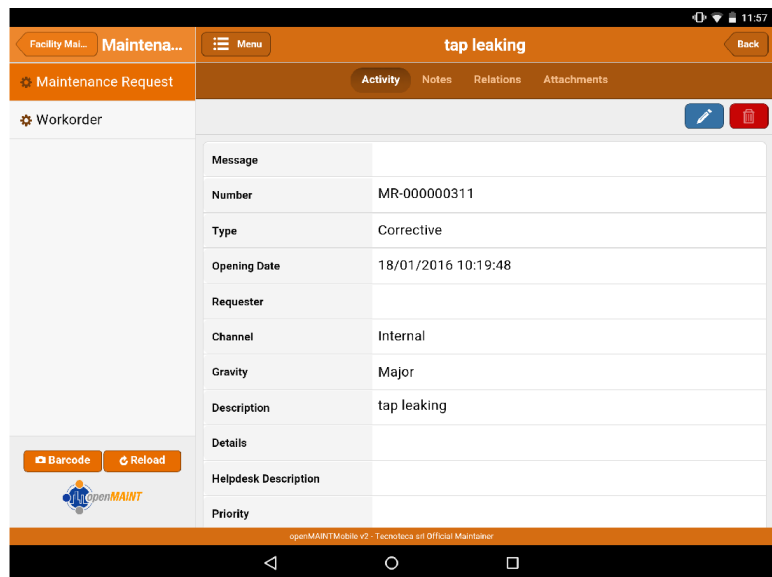 11:57
Facility Mai... Maintena...
Menu
tap leaking
Back
Maintenance Request
Workorder
Activity Notes Relations Attachments
Message
Number MR-000000311
Type Corrective
Opening Date 18/01/2016 10:19:48
Requester
Channel Internal
Gravity Major
Description tap leaking
Details
Helpdesk Description
Priority
Barcode Reload
openMAINT
openMAINTMobile v2 - Tecnoteca srl Official Maintainer